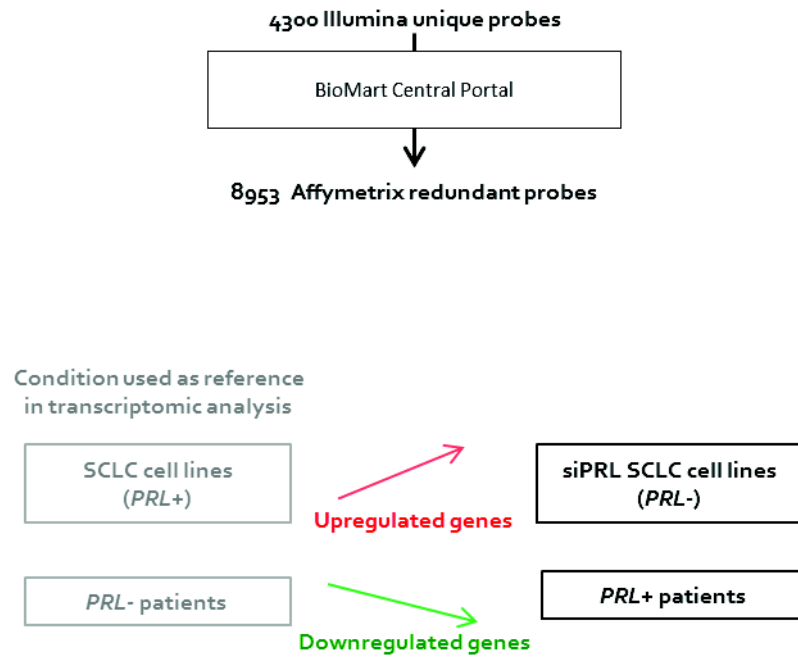 4300 Illumina unique probes
BioMart Central Portal
8953 Affymetrix redundant probes
Condition used as reference
in transcriptomic analysis
SCLC cell lines
(PRL+)
Upregulated genes
siPRL SCLC cell lines
(PRL-)
PRL- patients
Downregulated genes
PRL+ patients